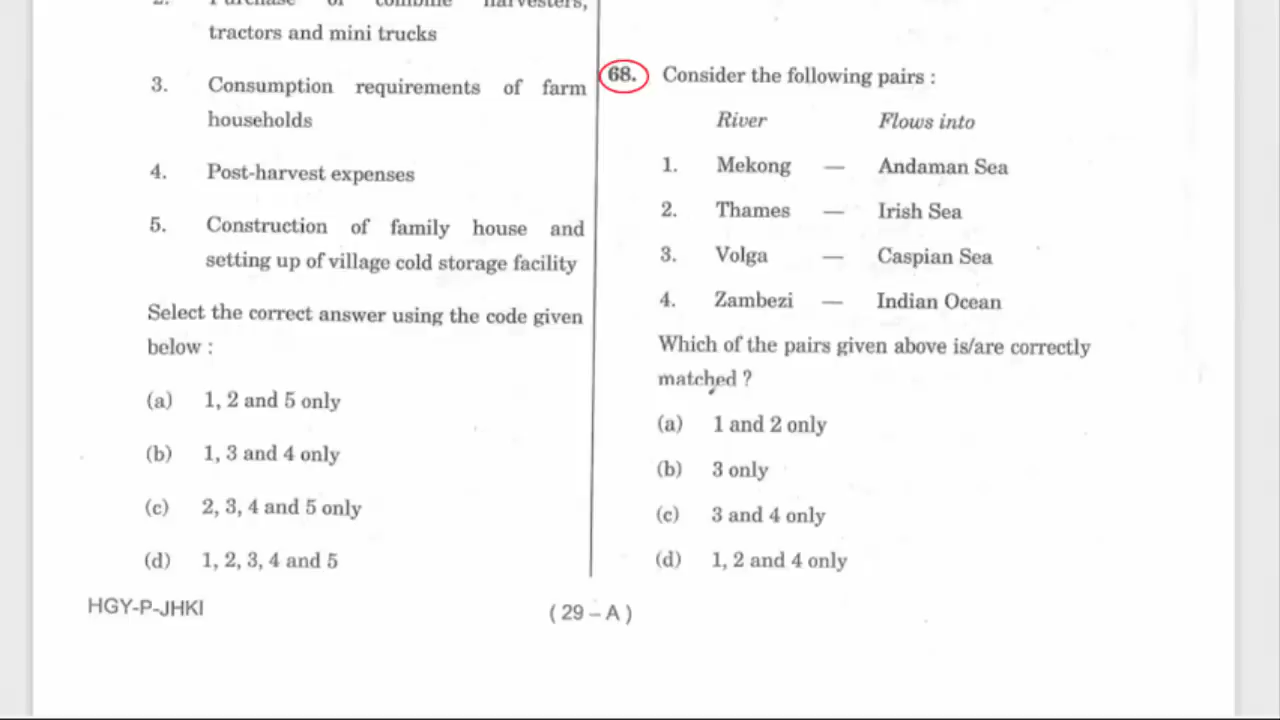 2. Purchase of combine harvesters,
tractors and mini trucks
3. Consumption requirements of farm
households
4. Post-harvest expenses
5. Construction of family house and
setting up of village cold storage facility
Select the correct answer using the code given
below :
(a) 1, 2 and 5 only
(b) 1, 3 and 4 only
(c) 2, 3, 4 and 5 only
(d) 1, 2, 3, 4 and 5
68. Consider the following pairs :
River Flows into
1. Mekong — Andaman Sea
2. Thames — Irish Sea
3. Volga — Caspian Sea
4. Zambezi — Indian Ocean
Which of the pairs given above is/are correctly
matched ?
(a) 1 and 2 only
(b) 3 only
(c) 3 and 4 only
(d) 1, 2 and 4 only
HGY-P-JHKI
( 29 – A )